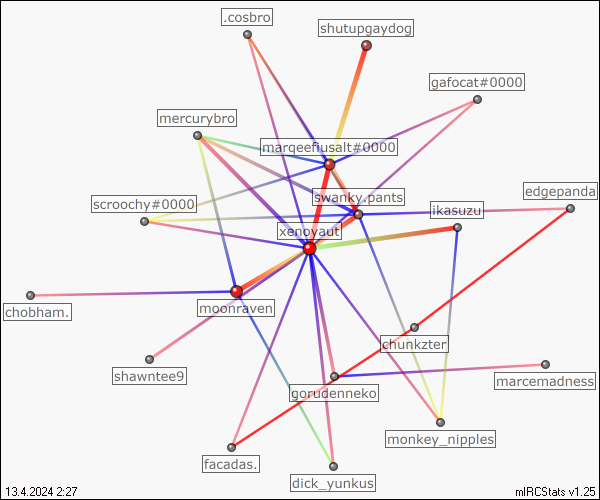 .cosbro
shutupgaydog
gafocat#0000
mercurybro
marqeefiusalt#0000
edgepanda
swanky.pants
scroochy#0000
ikasuzu
xenoyaut
moonraven
chobham.
chunkzter
shawntee9
marcemadness
gorudenneko
monkey_nipples
facadas.
dick_yunkus
13.4.2024 2:27
mIRCStats v1.25